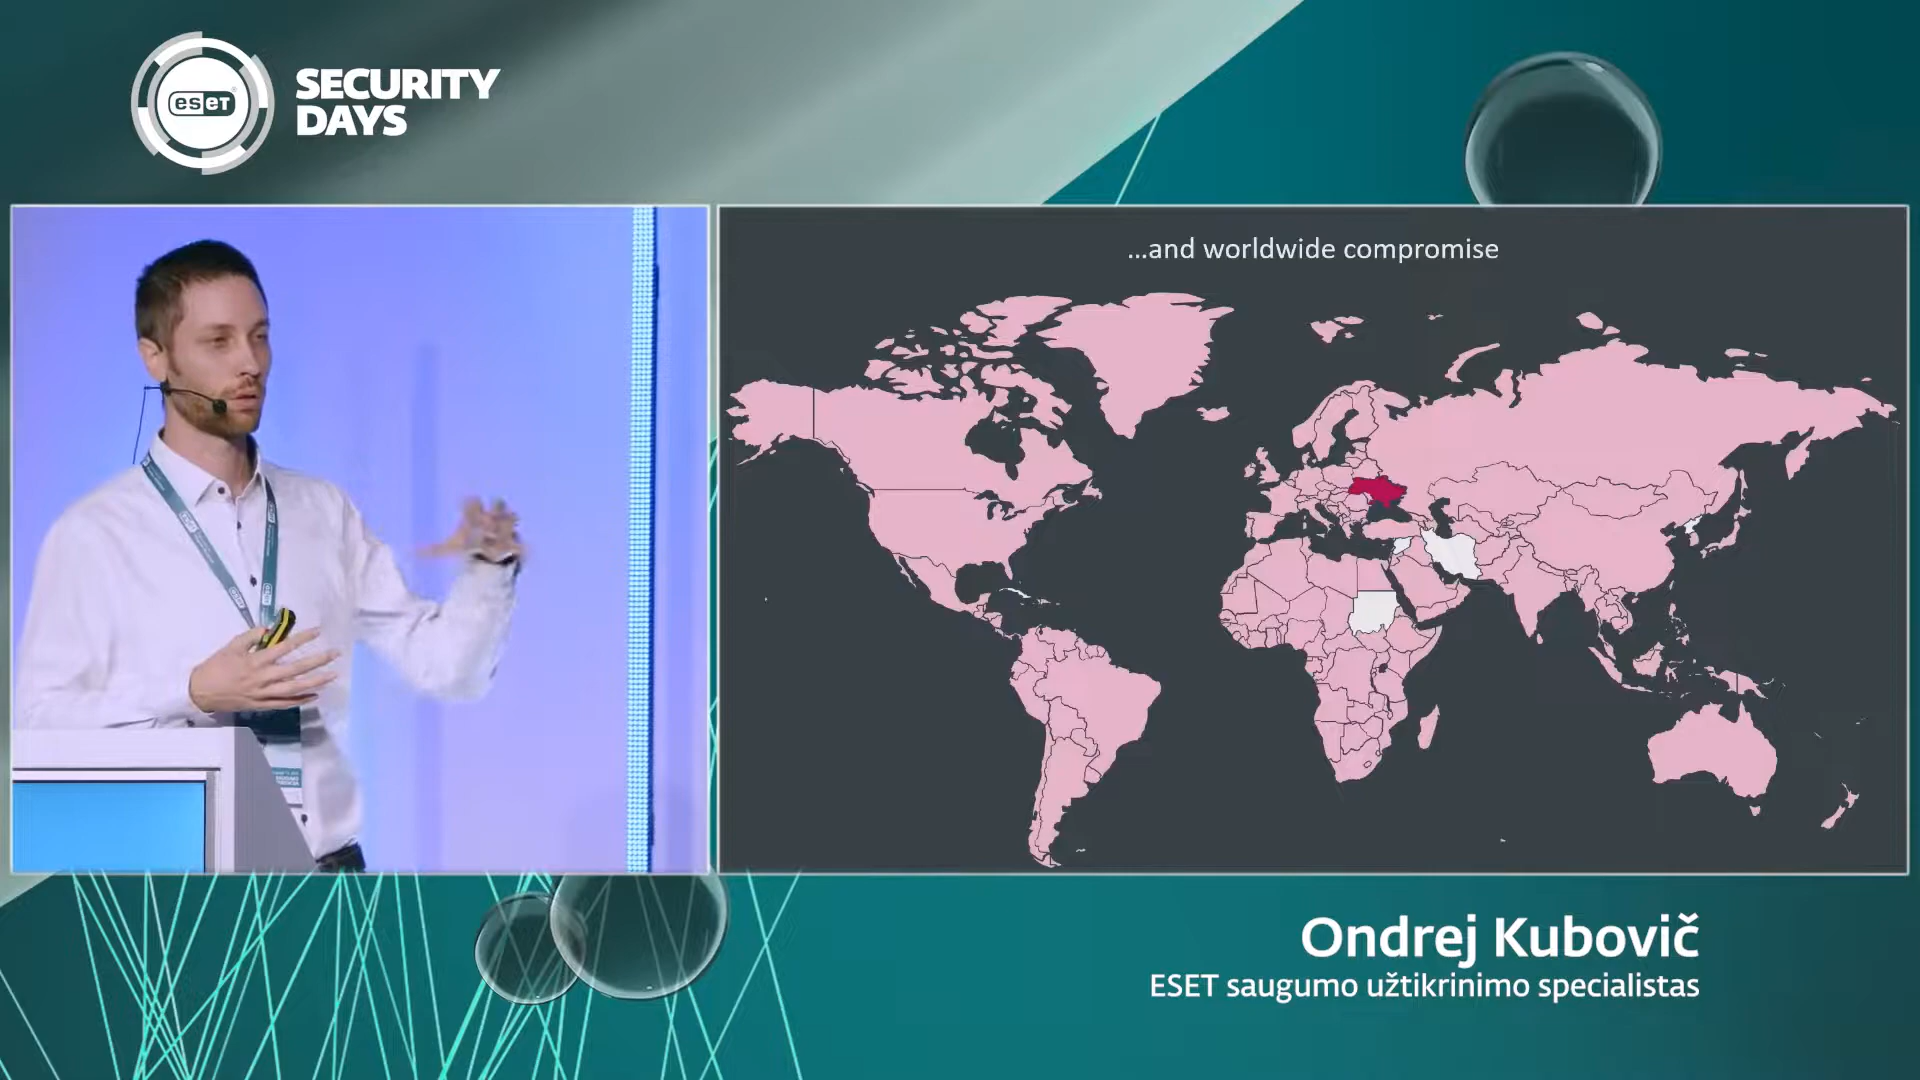 eseT
SECURITY
DAYS
...and worldwide compromise
Ondrej Kubovič
ESET saugumo užtikrinimo specialistas